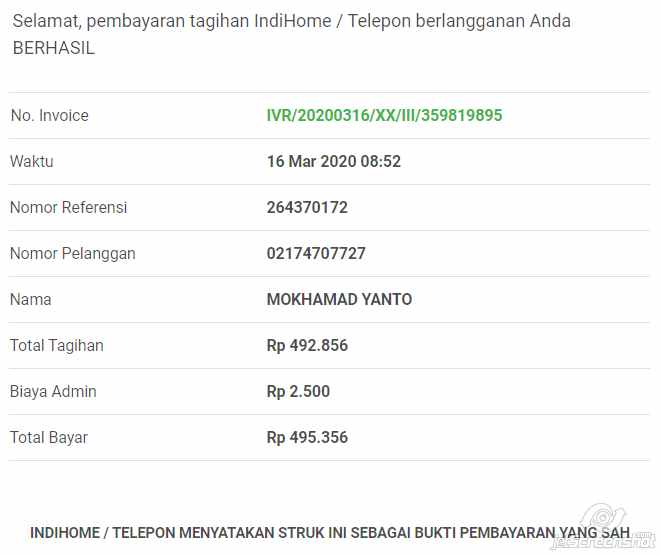 Selamat, pembayaran tagihan IndiHome / Telepon berlangganan Anda
BERHASIL
No. Invoice IVR/20200316/XX/III/359819895
Waktu 16 Mar 2020 08:52
Nomor Referensi 264370172
Nomor Pelanggan 02174707727
Nama MOKHAMAD YANTO
Total Tagihan Rp 492.856
Biaya Admin Rp 2.500
Total Bayar Rp 495.356
INDIHOME / TELEPON MENYATAKAN STRUK INI SEBAGAI BUKTI PEMBAYARAN YANG SAH